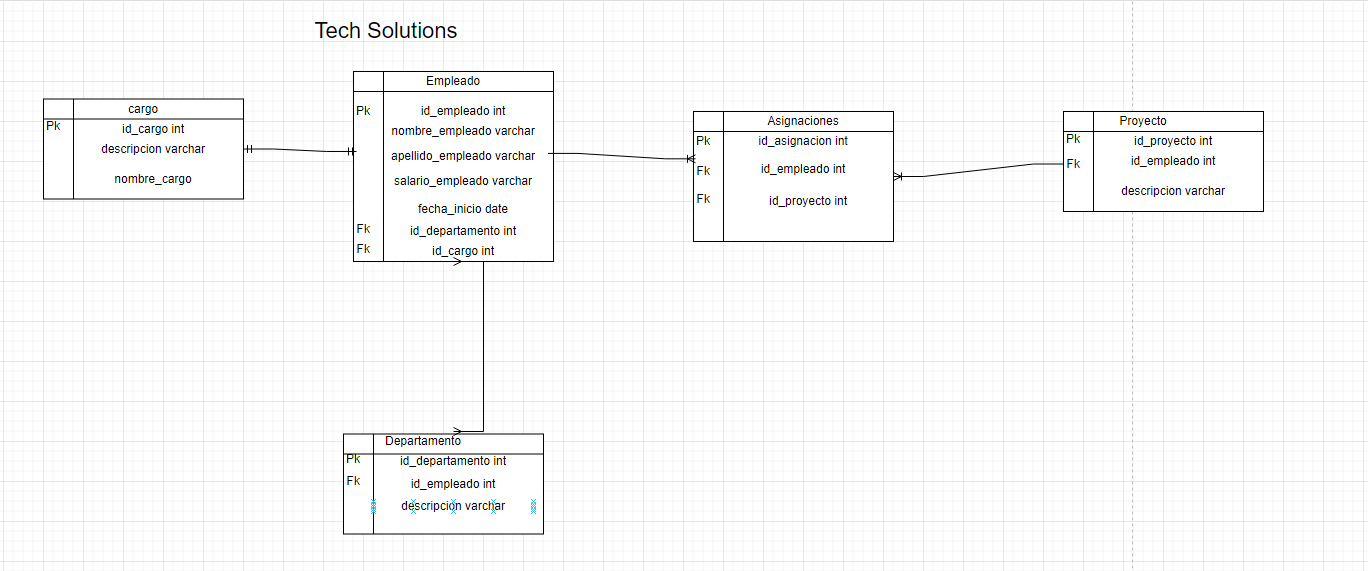 Tech Solutions
cargo
Pk
id_cargo int
descripcion varchar
nombre_cargo
Empleado
Pk
id_empleado int
nombre_empleado varchar
apellido_empleado varchar
salario_empleado varchar
fecha_inicio date
Fk
id_departamento int
Fk
id_cargo int
Asignaciones
Pk
id_asignacion int
Fk
id_empleado int
Fk
id_proyecto int
Proyecto
Pk
id_proyecto int
Fk
id_empleado int
descripcion varchar
Departamento
Pk
id_departamento int
Fk
id_empleado int
descripcion varchar